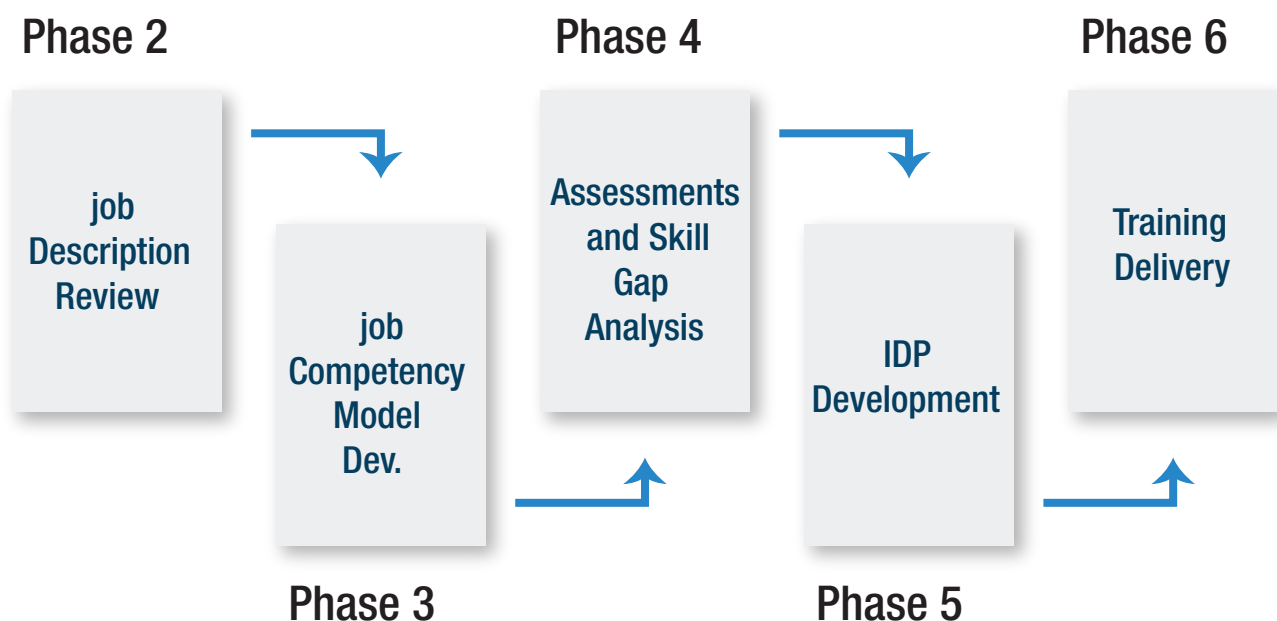 Phase 2
job
Description
Review
job
Competency
Model
Dev.
Phase 3
Phase 4
Assessments
and Skill
Gap
Analysis
IDP
Development
Phase 5
Phase 6
Training
Delivery